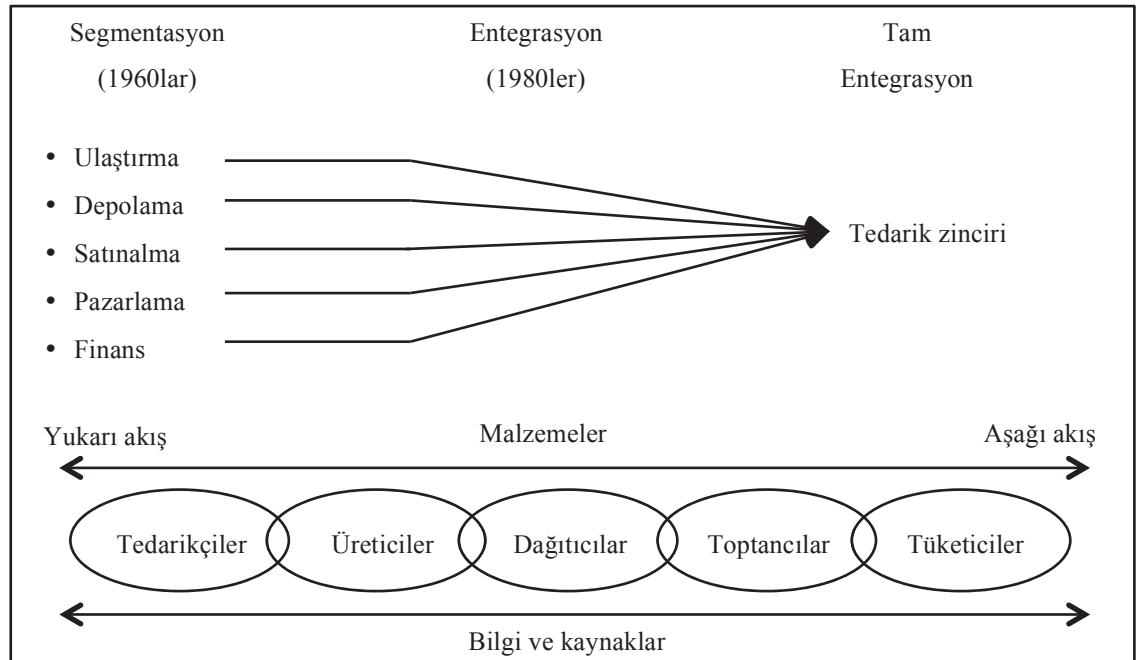 Segmentasyon Entegrasyon Tam
(1960lar) (1980ler) Entegrasyon
• Ulaştırma
• Depolama
• Satınalma
• Pazarlama
• Finans
Tedarik zinciri
Yukarı akış Malzemeler Aşağı akış
Tedarikçiler Üreticiler Dağıtıcılar Toptancılar Tüketiciler
Bilgi ve kaynaklar